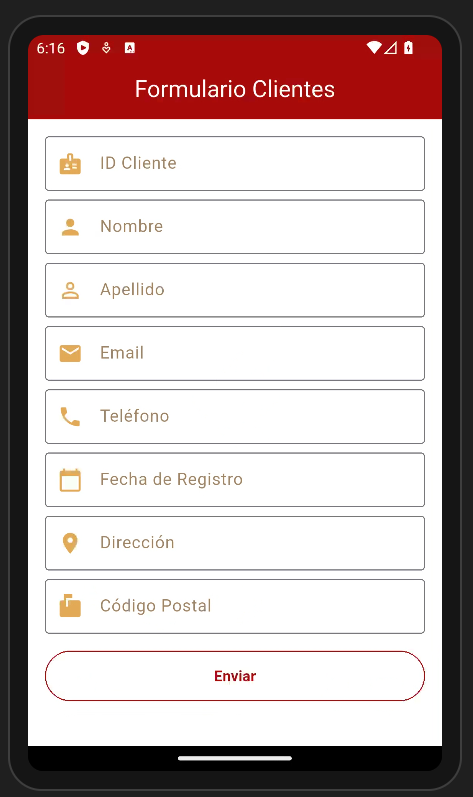 6:16
Formulario Clientes
ID Cliente
Nombre
Apellido
Email
Teléfono
Fecha de Registro
Dirección
Código Postal
Enviar